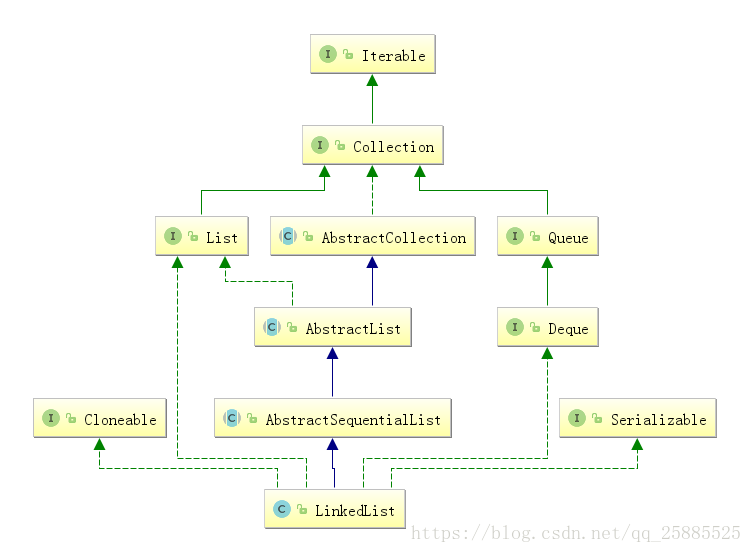 I Iterable
I Collection
I List
C AbstractCollection
I Queue
C AbstractList
I Deque
I Cloneable
C AbstractSequentialList
I Serializable
C LinkedList
https://blog.csdn.net/qq_25885525